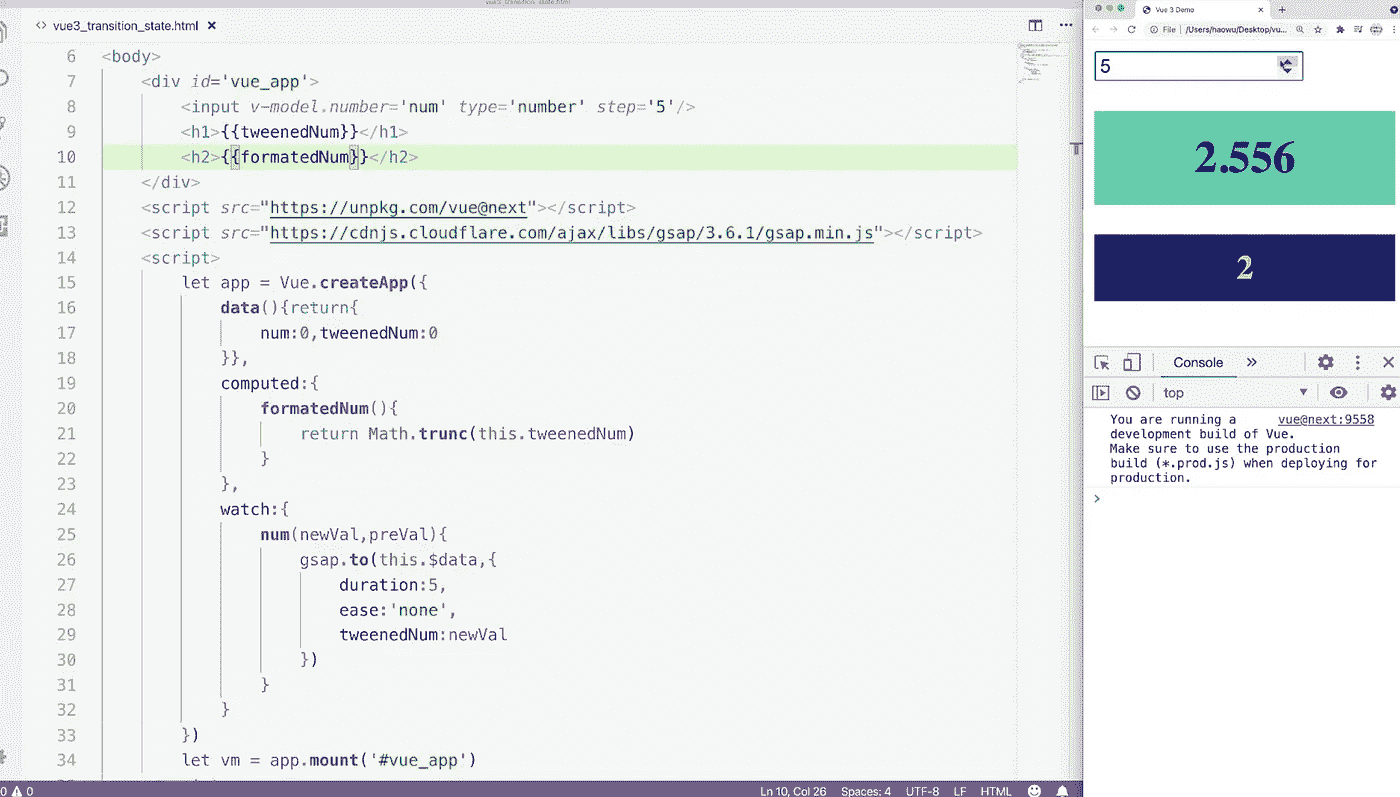 vue3_transition_state.html
<> vue3_transition_state.html ×
6 <body>
7 <div id='vue_app'>
8 <input v-model.number='num' type='number' step='5'/>
9 <h1>{{tweenedNum}}</h1>
10 <h2>{{formatedNum}}</h2>
11 </div>
12 <script src="https://unpkg.com/vue@next"></script>
13 <script src="https://cdnjs.cloudflare.com/ajax/libs/gsap/3.6.1/gsap.min.js"></script>
14 <script>
15 let app = Vue.createApp({
16 data(){return{
17 num:0,tweenedNum:0
18 }},
19 computed:{
20 formatedNum(){
21 return Math.trunc(this.tweenedNum)
22 }
23 },
24 watch:{
25 num(newVal,preVal){
26 gsap.to(this.$data,{
27 duration:5,
28 ease:'none',
29 tweenedNum:newVal
30 })
31 }
32 }
33 })
34 let vm = app.mount('#vue_app')
0 0
Ln 10, Col 26 Spaces: 4 UTF-8 LF HTML
Vue 3 Demo
File | /Users/haowu/Desktop/vu...
5
2.556
2
Console
top
You are running a vue@next:9558
development build of Vue.
Make sure to use the production
build (*.prod.js) when deploying for
production.